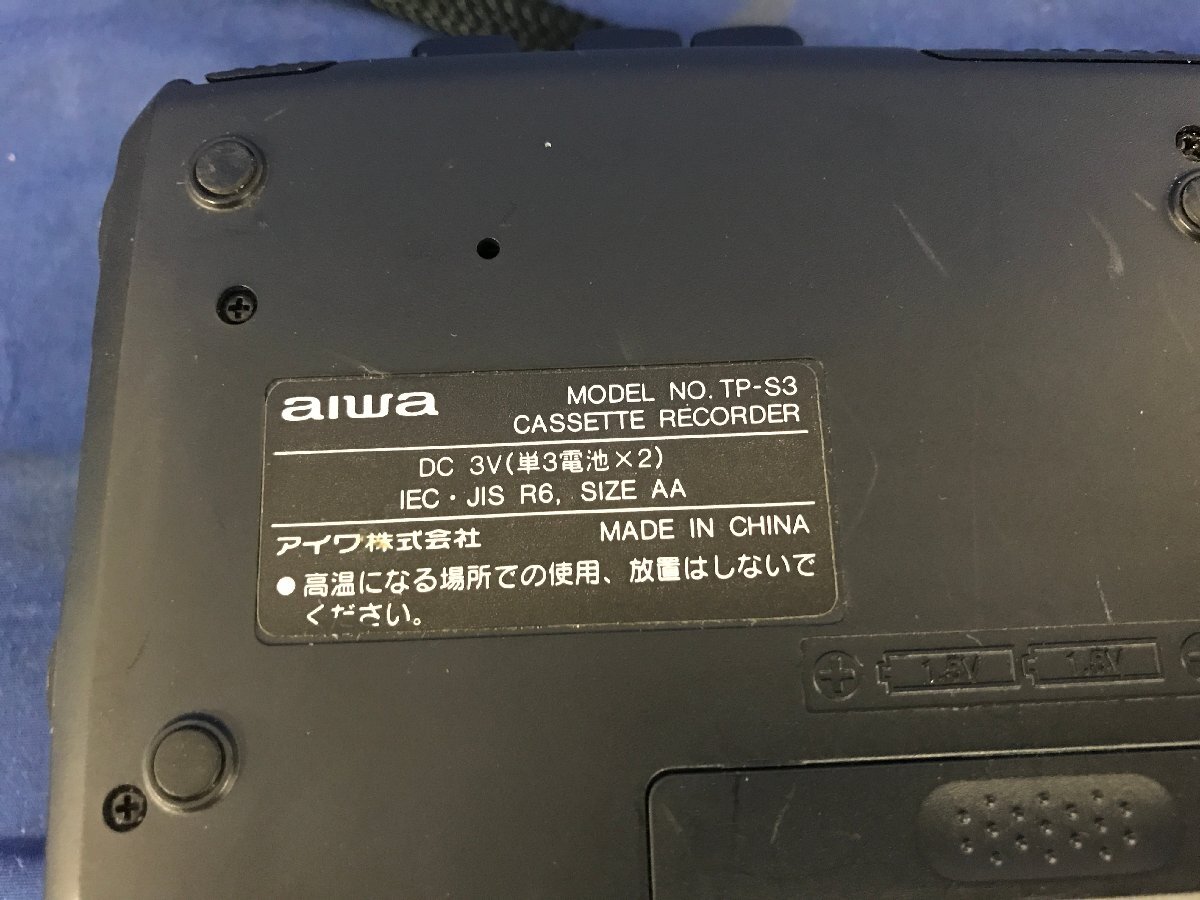 aiwa
MODEL NO. TP-S3
CASSETTE RECORDER
DC 3V(単3電池×2)
IEC・JIS R6, SIZE AA
アイワ株式会社 MADE IN CHINA
●高温になる場所での使用、放置はしないで
ください。
⊕ 1.5V 1.5V ⊖